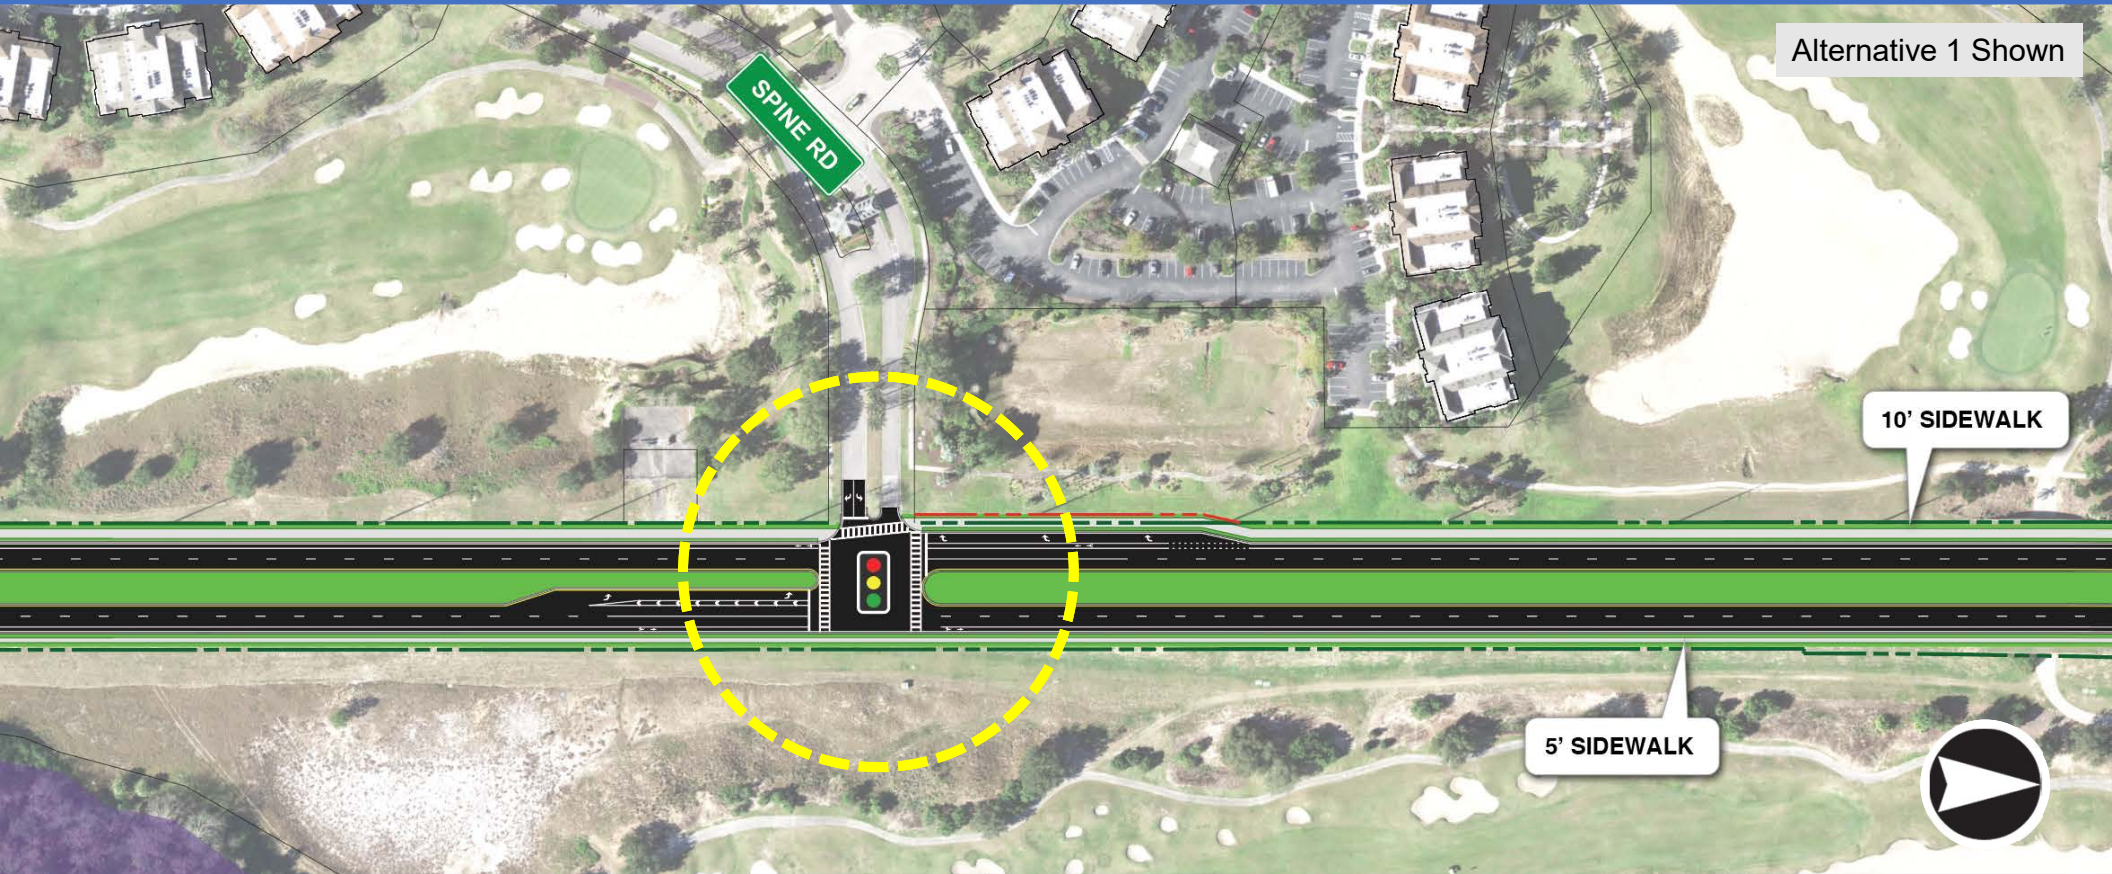 Alternative 1 Shown
SPINE RD
10' SIDEWALK
5' SIDEWALK